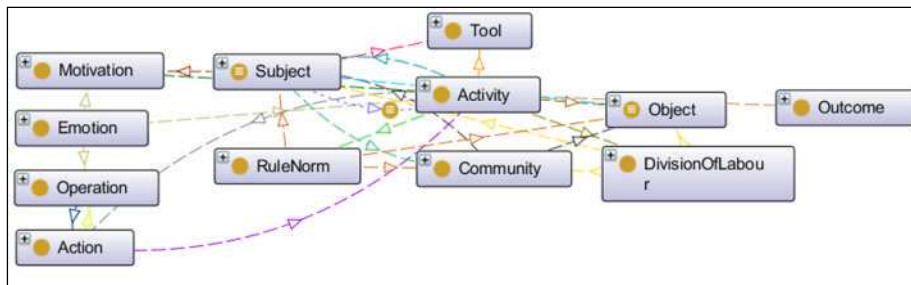 Tool
Motivation
Subject
Activity
Object
Outcome
Emotion
RuleNorm
Community
DivisionOfLabou
r
Operation
Action